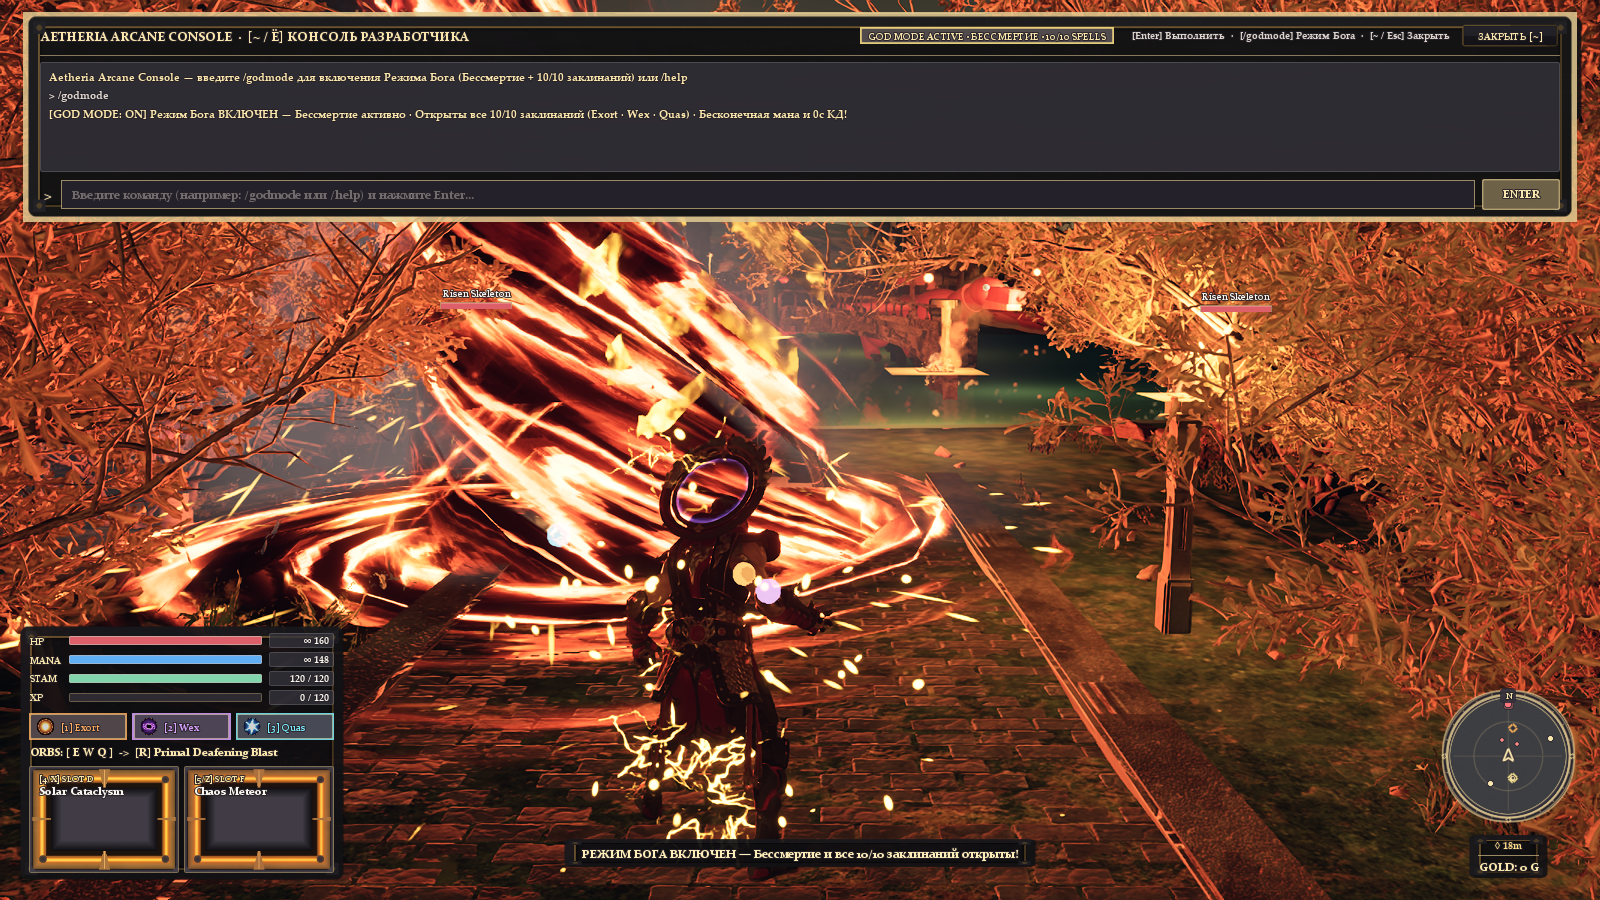 AETHERIA ARCANE CONSOLE · [~ / Ё] КОНСОЛЬ РАЗРАБОТЧИКА
GOD MODE ACTIVE · БЕССМЕРТИЕ · 10/10 SPELLS
[Enter] Выполнить · [/godmode] Режим Бога · [~ / Esc] Закрыть
ЗАКРЫТЬ [~]
Aetheria Arcane Console — введите /godmode для включения Режима Бога (Бессмертие + 10/10 заклинаний) или /help
> /godmode
[GOD MODE: ON] Режим Бога ВКЛЮЧЕН — Бессмертие активно · Открыты все 10/10 заклинаний (Exort · Wex · Quas) · Бесконечная мана и 0с КД!
> Введите команду (например: /godmode или /help) и нажмите Enter...
ENTER
Risen Skeleton
Risen Skeleton
HP ∞ 160
MANA ∞ 148
STAM 120 / 120
XP 0 / 120
[1] Exort
[2] Wex
[3] Quas
ORBS: [ E W Q ] -> [R] Primal Deafening Blast
[4/X] SLOT D
Solar Cataclysm
[5/Z] SLOT F
Chaos Meteor
РЕЖИМ БОГА ВКЛЮЧЕН — Бессмертие и все 10/10 заклинаний открыты!
N
◊ 18m
GOLD: 0 G